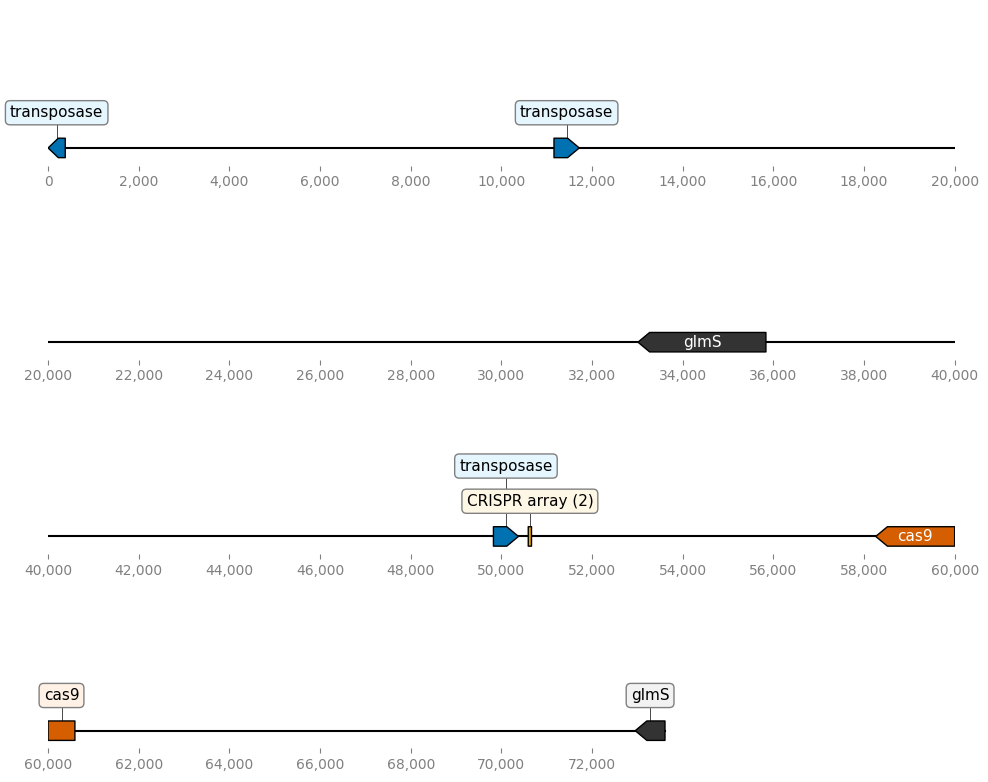 transposase transposase
0 2,000 4,000 6,000 8,000 10,000 12,000 14,000 16,000 18,000 20,000
glmS
20,000 22,000 24,000 26,000 28,000 30,000 32,000 34,000 36,000 38,000 40,000
transposase
CRISPR array (2)
cas9
40,000 42,000 44,000 46,000 48,000 50,000 52,000 54,000 56,000 58,000 60,000
cas9 glmS
60,000 62,000 64,000 66,000 68,000 70,000 72,000